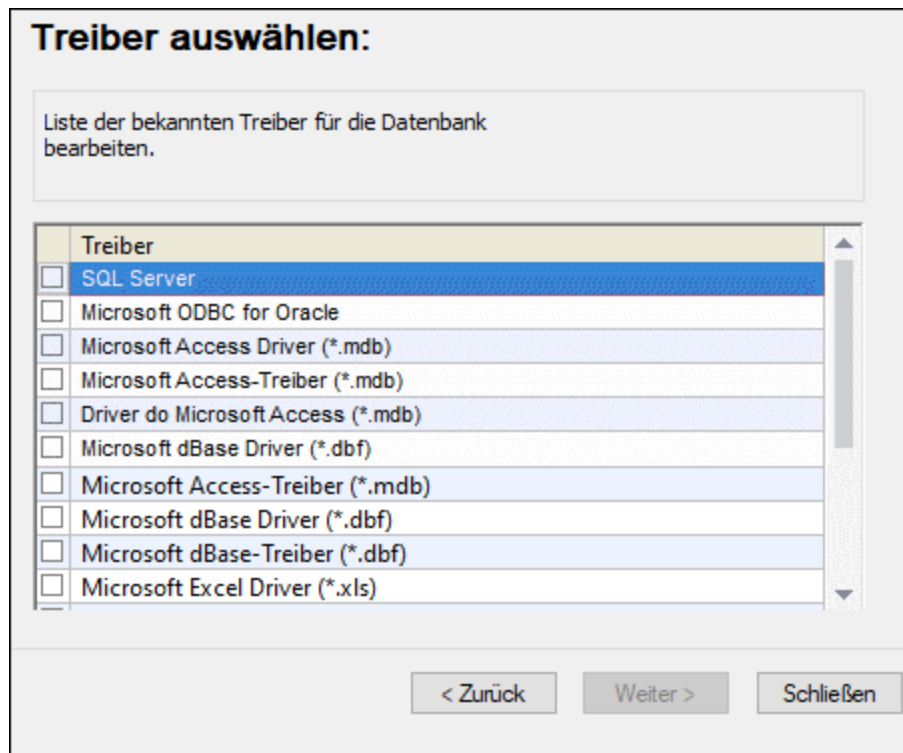 Treiber auswählen:
Liste der bekannten Treiber für die Datenbank
bearbeiten.
Treiber
SQL Server
Microsoft ODBC for Oracle
Microsoft Access Driver (*.mdb)
Microsoft Access-Treiber (*.mdb)
Driver do Microsoft Access (*.mdb)
Microsoft dBase Driver (*.dbf)
Microsoft Access-Treiber (*.mdb)
Microsoft dBase Driver (*.dbf)
Microsoft dBase-Treiber (*.dbf)
Microsoft Excel Driver (*.xls)
< Zurück
Weiter >
Schließen